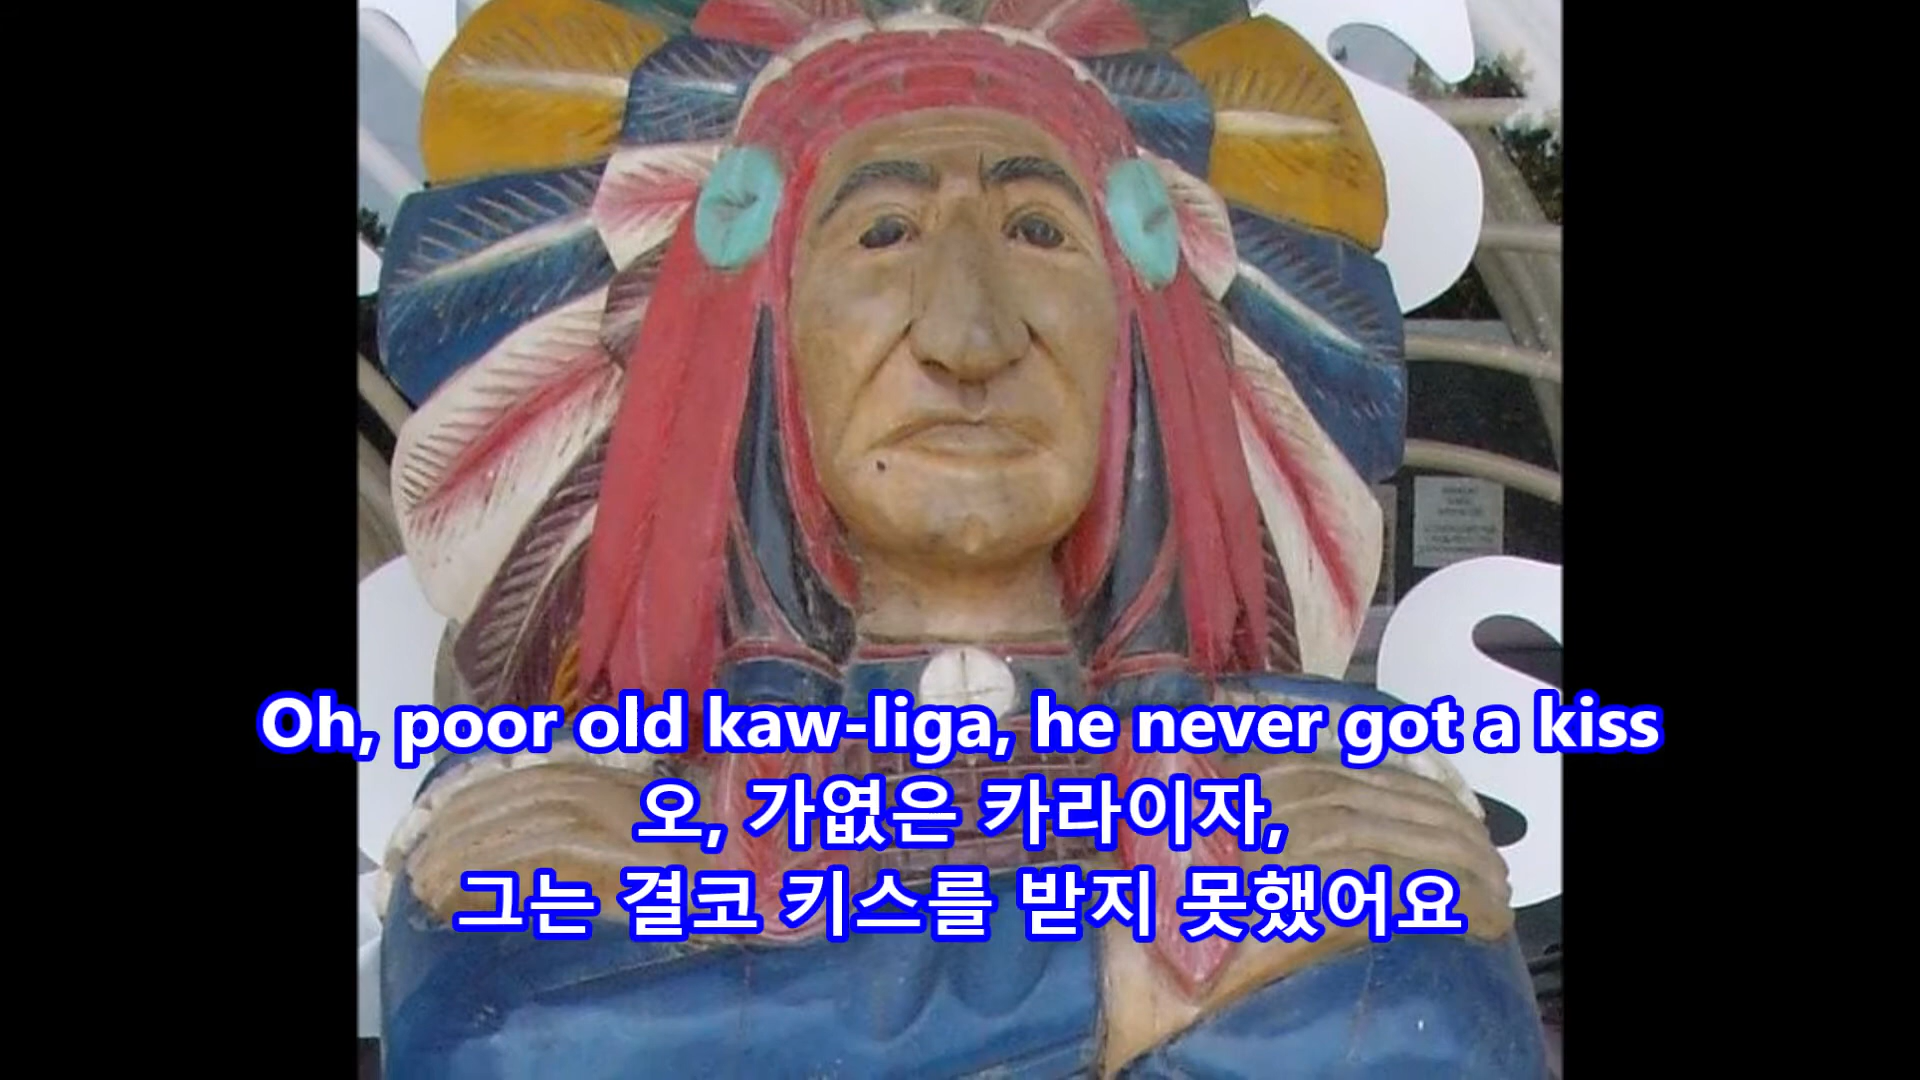 Oh, poor old kaw-liga, he never got a kiss
오, 가엾은 카라이자,
그는 결코 키스를 받지 못했어요